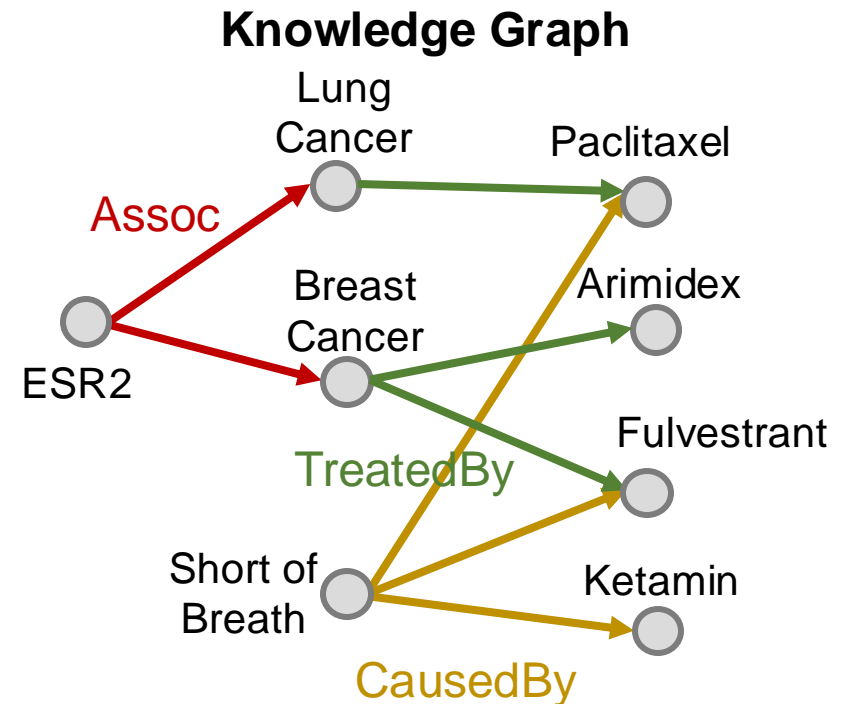 Knowledge Graph
Lung
Cancer
Paclitaxel
Assoc
Breast
Cancer
Arimidex
ESR2
Fulvestrant
TreatedBy
Short of
Breath
Ketamin
CausedBy